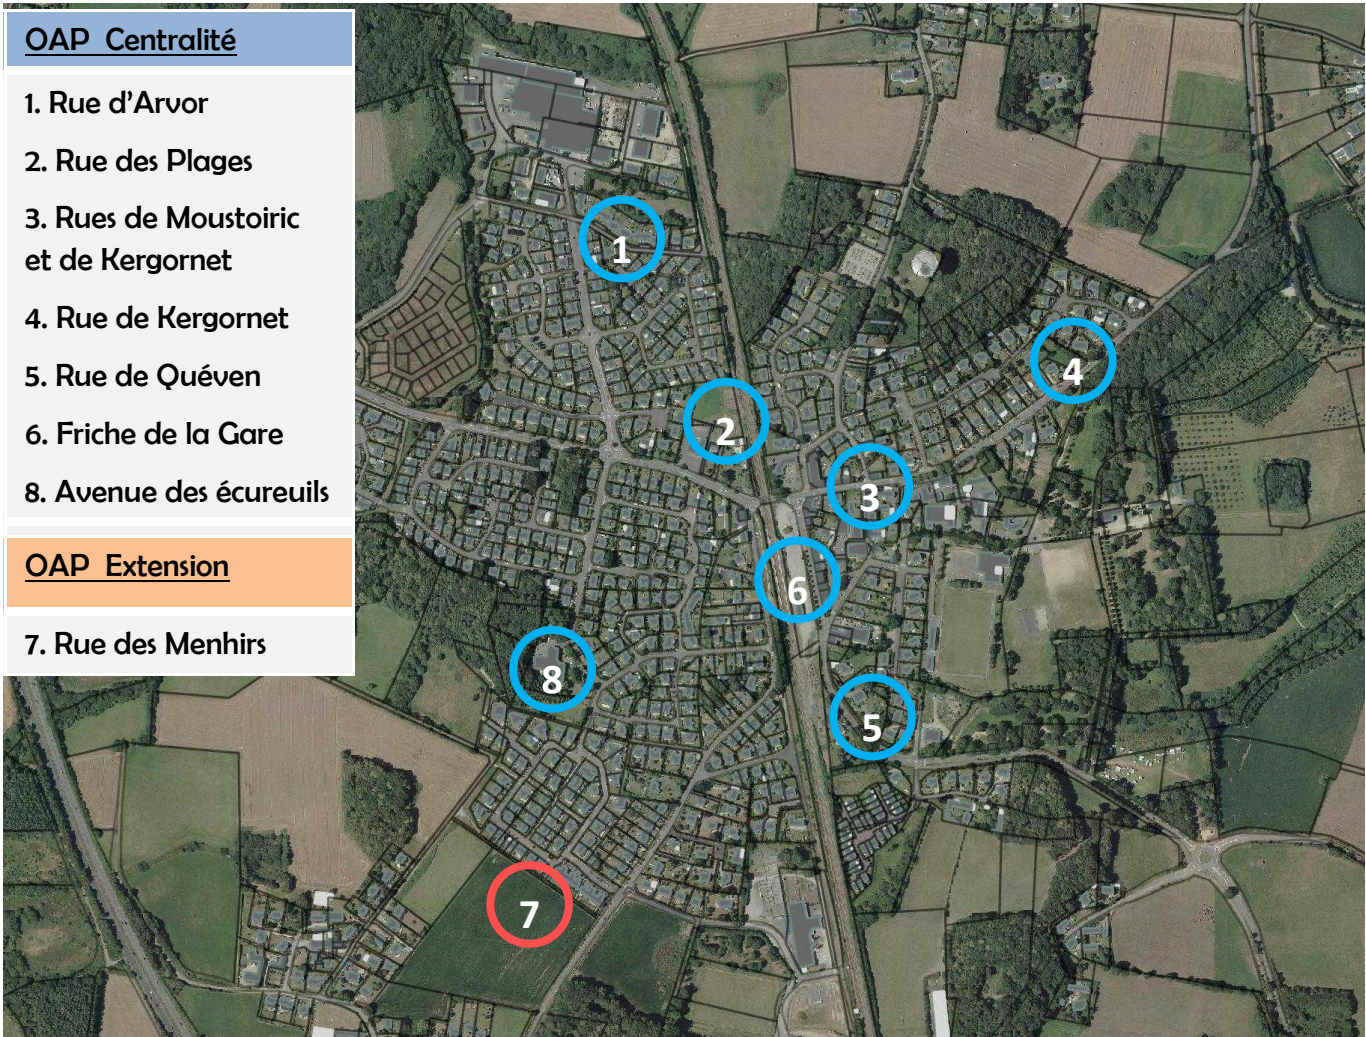 OAP Centralité
1. Rue d'Arvor
2. Rue des Plages
3. Rues de Moustoiric
et de Kergornet
4. Rue de Kergornet
5. Rue de Quéven
6. Friche de la Gare
8. Avenue des écureuils
OAP Extension
7. Rue des Menhirs
1
4
2
3
6
8
5
7